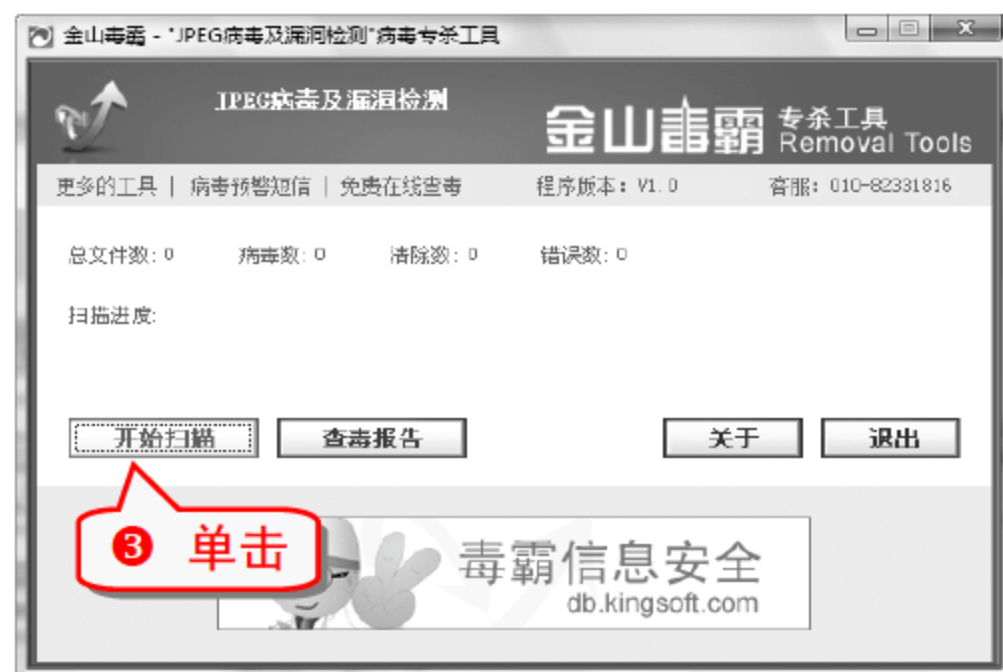 金山毒霸 - "JPEG病毒及漏洞检测"病毒专杀工具
JPEG病毒及漏洞检测
金山毒霸 专杀工具
Removal Tools
更多的工具 | 病毒预警短信 | 免费在线查毒 程序版本: V1.0 客服: 010-82331816
总文件数: 0 病毒数: 0 清除数: 0 错误数: 0
扫描进度:
开始扫描 查毒报告 关于 退出
❸ 单击
毒霸信息安全
db.kingsoft.com